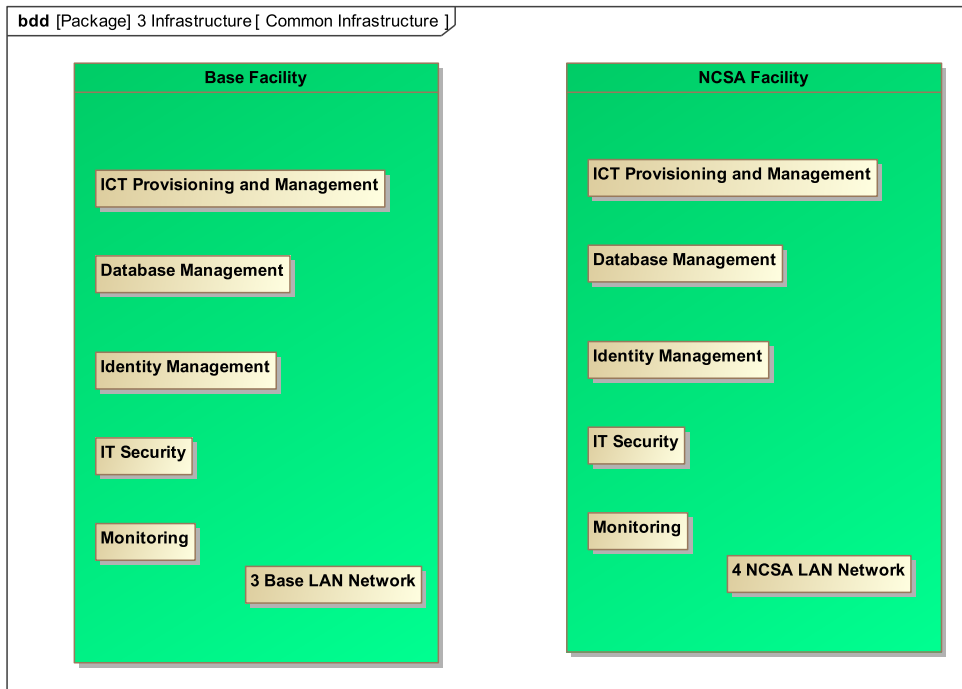 bdd [Package] 3 Infrastructure [ Common Infrastructure ]
Base Facility
ICT Provisioning and Management
Database Management
Identity Management
IT Security
Monitoring
3 Base LAN Network
NCSA Facility
ICT Provisioning and Management
Database Management
Identity Management
IT Security
Monitoring
4 NCSA LAN Network